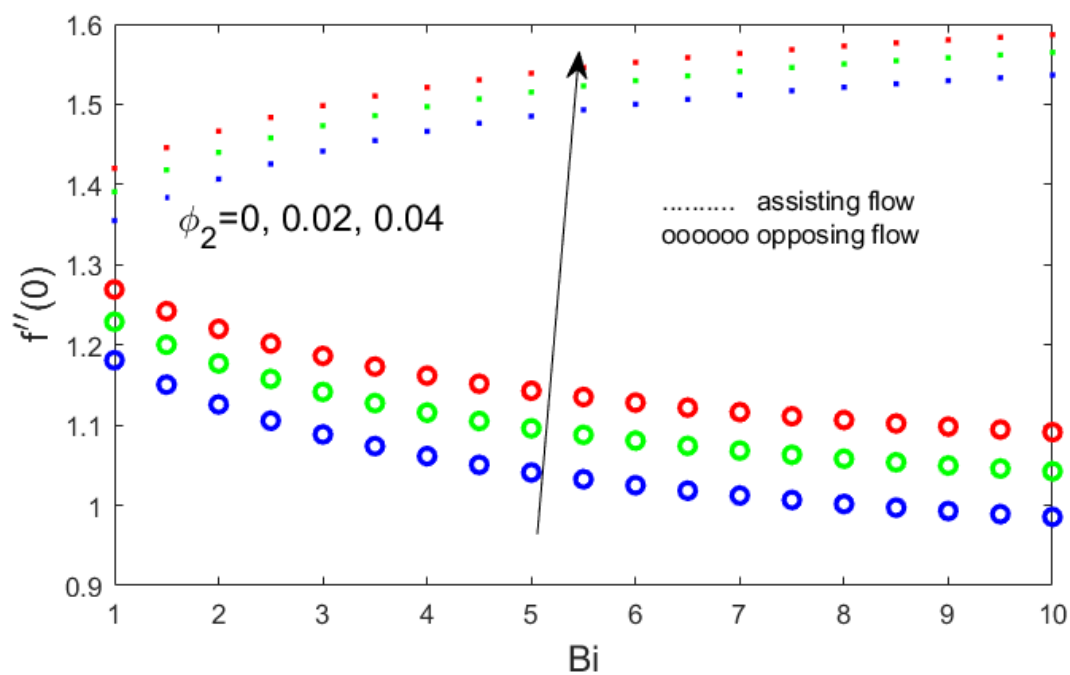 1.6
1.5
1.4
1.3
1.2
1.1
1
0.9
f′′(0)
ϕ2=0, 0.02, 0.04
.......... assisting flow
oooooo opposing flow
1 2 3 4 5 6 7 8 9 10
Bi